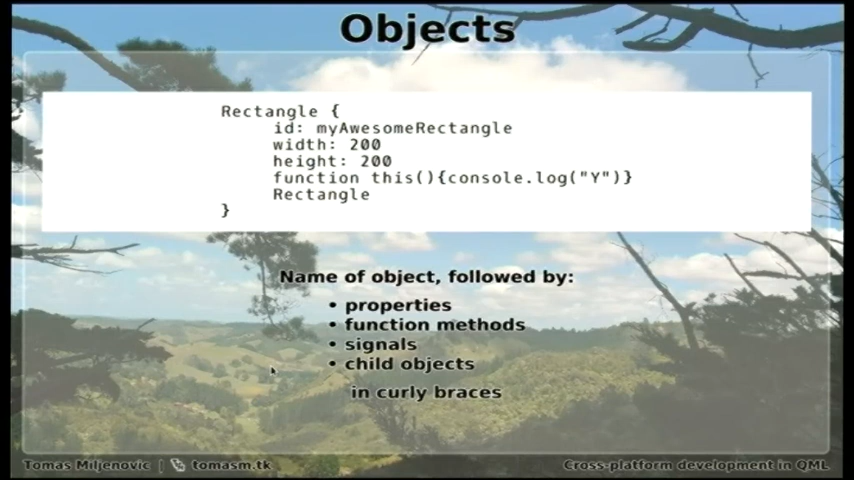 Objects
Rectangle {
id: myAwesomeRectangle
width: 200
height: 200
function this(){console.log("Y")}
Rectangle
}
Name of object, followed by:
• properties
• function methods
• signals
• child objects
in curly braces
Tomas Miljenovic | tomasm.tk
Cross-platform development in QML